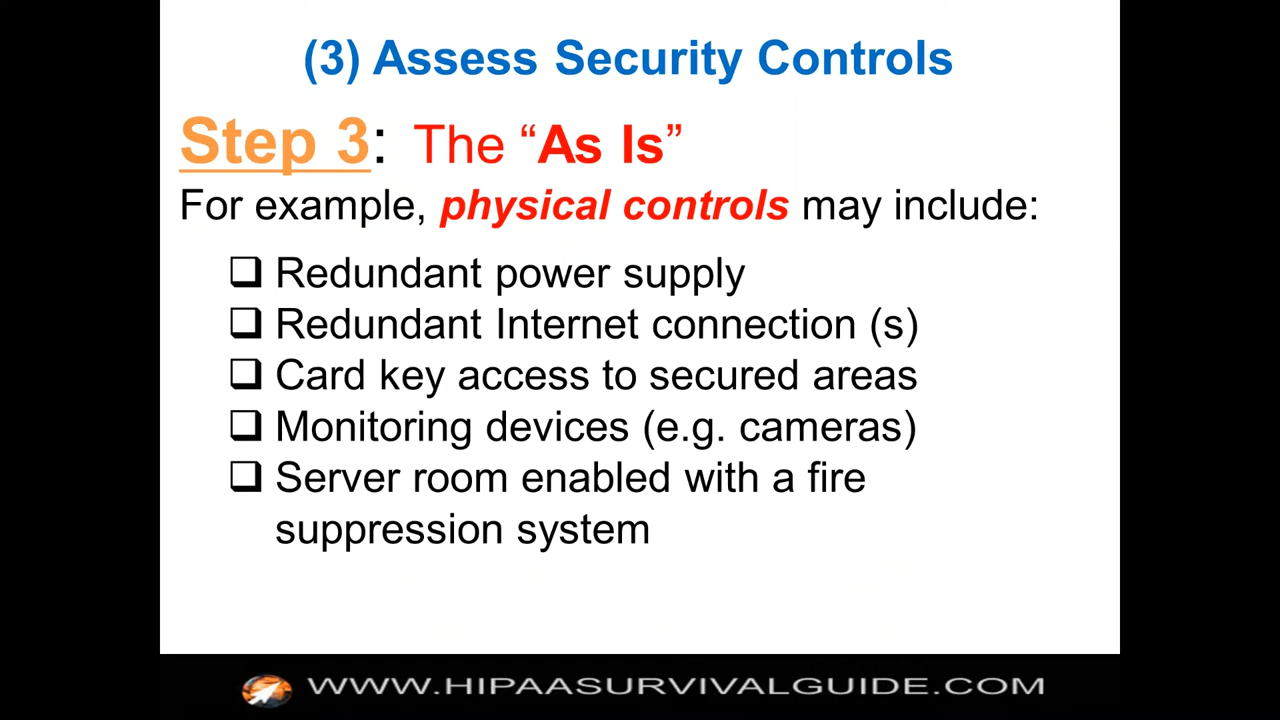 (3) Assess Security Controls
Step 3: The “As Is”
For example, physical controls may include:
❑ Redundant power supply
❑ Redundant Internet connection (s)
❑ Card key access to secured areas
❑ Monitoring devices (e.g. cameras)
❑ Server room enabled with a fire
suppression system
WWW.HIPAASURVIVALGUIDE.COM